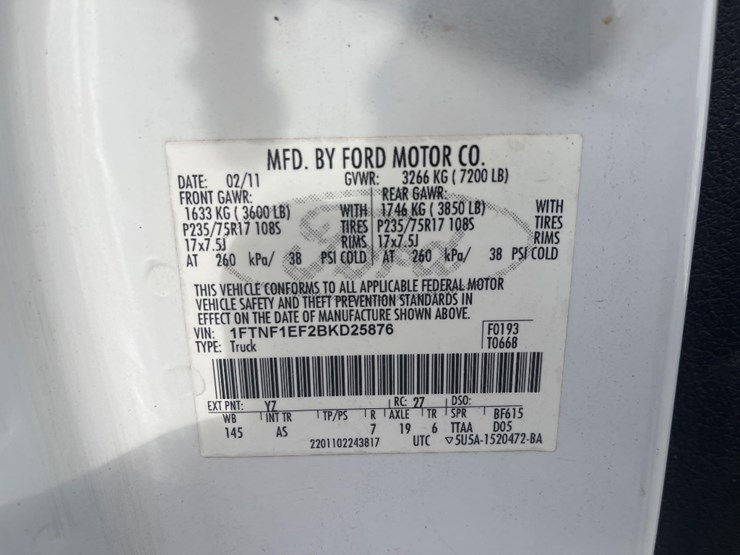 MFD. BY FORD MOTOR CO.
DATE: 02/11 GVWR: 3266 KG ( 7200 LB)
FRONT GAWR: REAR GAWR:
1633 KG ( 3600 LB) WITH 1746 KG ( 3850 LB) WITH
P235/75R17 108S TIRES P235/75R17 108S TIRES
17x7.5J RIMS 17x7.5J RIMS
AT 260 kPa/ 38 PSI COLD AT 260 kPa/ 38 PSI COLD
Ford
THIS VEHICLE CONFORMS TO ALL APPLICABLE FEDERAL MOTOR
VEHICLE SAFETY AND THEFT PREVENTION STANDARDS IN
EFFECT ON THE DATE OF MANUFACTURE SHOWN ABOVE.
VIN: 1FTNF1EF2BKD25876 F0193
TYPE: Truck T0668
EXT PNT: YZ RC: 27 DSO:
WB INT TR TP/PS R AXLE TR SPR BF615
145 AS 7 19 6 TTAA D05
2201102243817 UTC ▽5U5A-1520472-BA